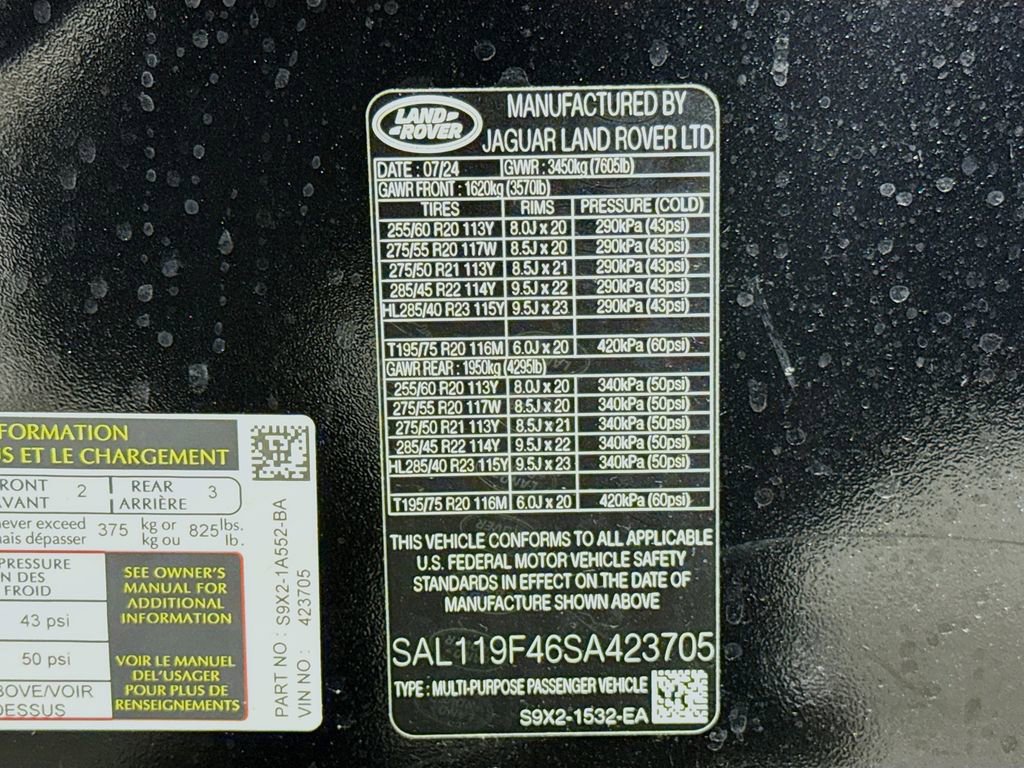 LAND ROVER
MANUFACTURED BY
JAGUAR LAND ROVER LTD
DATE : 07/24 GVWR : 3450kg (7605lb)
GAWR FRONT : 1620kg (3570lb)
TIRES RIMS PRESSURE (COLD)
255/60 R20 113Y 8.0J x 20 290kPa (43psi)
275/55 R20 117W 8.5J x 20 290kPa (43psi)
275/50 R21 113Y 8.5J x 21 290kPa (43psi)
285/45 R22 114Y 9.5J x 22 290kPa (43psi)
HL285/40 R23 115Y 9.5J x 23 290kPa (43psi)
T195/75 R20 116M 6.0J x 20 420kPa (60psi)
GAWR REAR : 1950kg (4295lb)
255/60 R20 113Y 8.0J x 20 340kPa (50psi)
275/55 R20 117W 8.5J x 20 340kPa (50psi)
275/50 R21 113Y 8.5J x 21 340kPa (50psi)
285/45 R22 114Y 9.5J x 22 340kPa (50psi)
HL285/40 R23 115Y 9.5J x 23 340kPa (50psi)
T195/75 R20 116M 6.0J x 20 420kPa (60psi)
THIS VEHICLE CONFORMS TO ALL APPLICABLE
U.S. FEDERAL MOTOR VEHICLE SAFETY
STANDARDS IN EFFECT ON THE DATE OF
MANUFACTURE SHOWN ABOVE
SAL119F46SA423705
TYPE : MULTI-PURPOSE PASSENGER VEHICLE
S9X2-1532-EA
FORMATION
US ET LE CHARGEMENT
FRONT 2 REAR 3
AVANT ARRIÈRE
never exceed 375 kg or 825 lbs.
mais dépasser kg ou lb.
PRESSURE
N DES
FROID
43 psi
50 psi
BOVE/VOIR
DESSUS
SEE OWNER'S
MANUAL FOR
ADDITIONAL
INFORMATION
VOIR LE MANUEL
DEL'USAGER
POUR PLUS DE
RENSEIGNEMENTS
PART NO : S9X2-1A552-BA
VIN NO : 423705